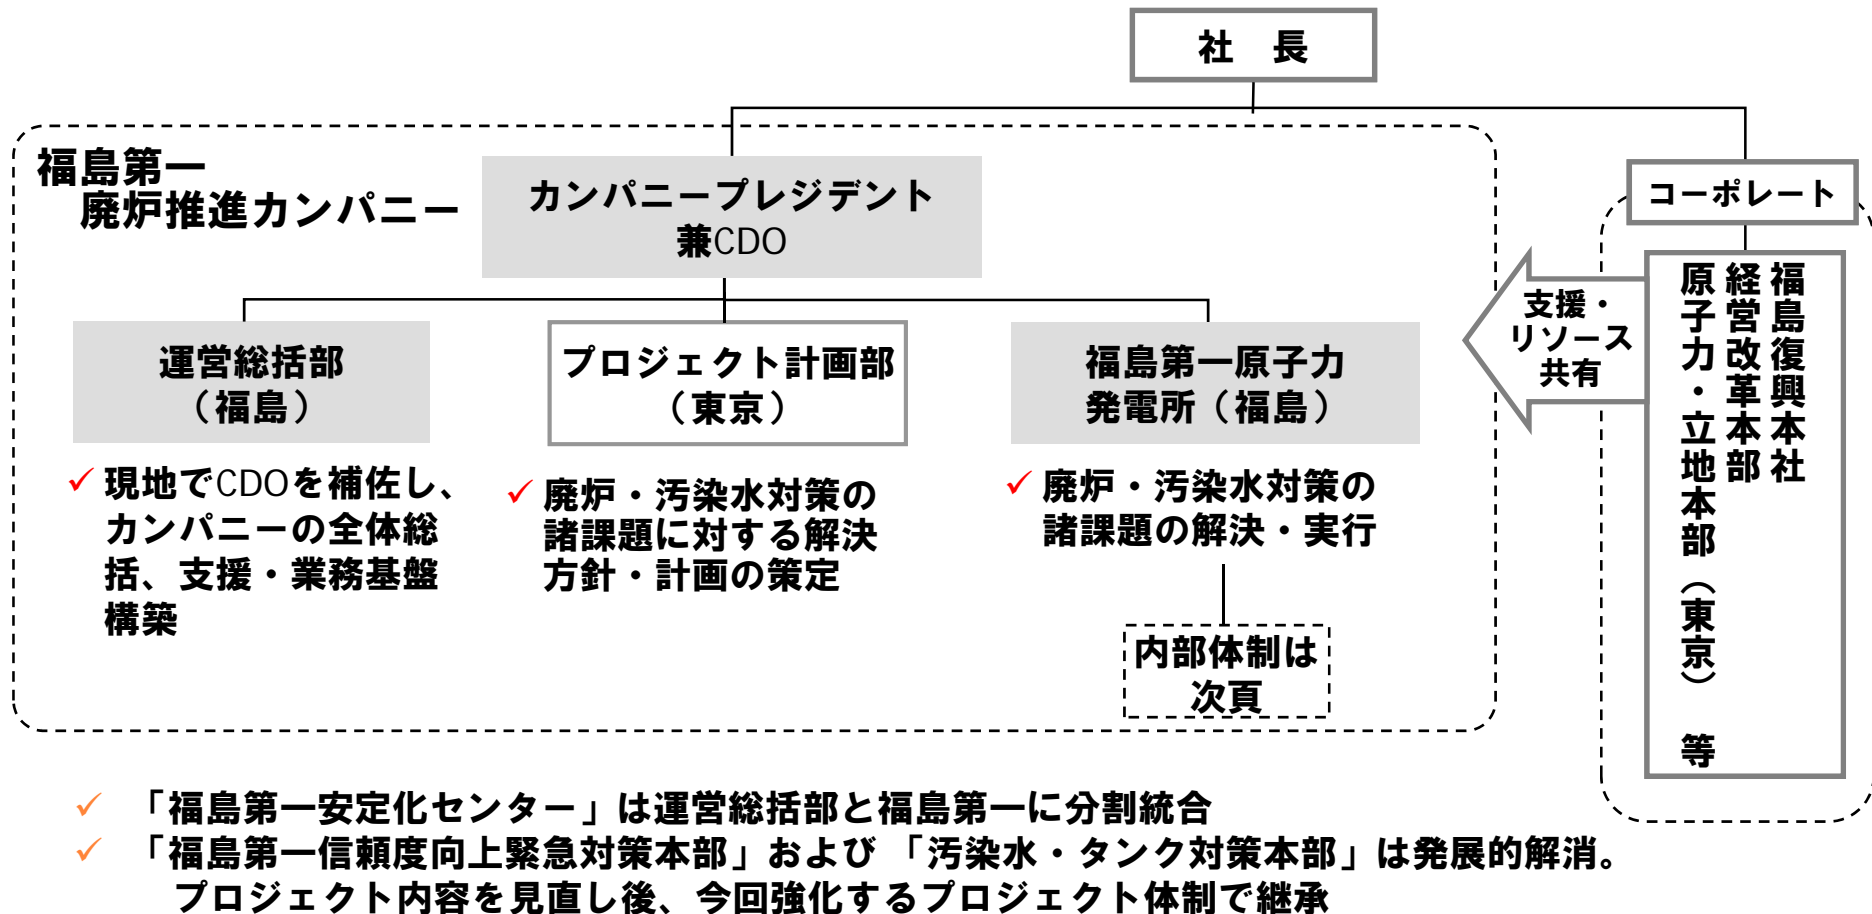 社　長
福島第一
廃炉推進カンパニー
カンパニープレジデント
兼CDO
コーポレート
福島復興本社
経営改革本部
原子力・立地本部（東京）　等
支援・
リソース
共有
運営総括部
（福島）
プロジェクト計画部
（東京）
福島第一原子力
発電所（福島）
✓ 現地でCDOを補佐し、
カンパニーの全体総
括、支援・業務基盤
構築
✓ 廃炉・汚染水対策の
諸課題に対する解決
方針・計画の策定
✓ 廃炉・汚染水対策の
諸課題の解決・実行
内部体制は
次頁
✓ 「福島第一安定化センター」は運営総括部と福島第一に分割統合
✓ 「福島第一信頼度向上緊急対策本部」および 「汚染水・タンク対策本部」は発展的解消。
プロジェクト内容を見直し後、今回強化するプロジェクト体制で継承